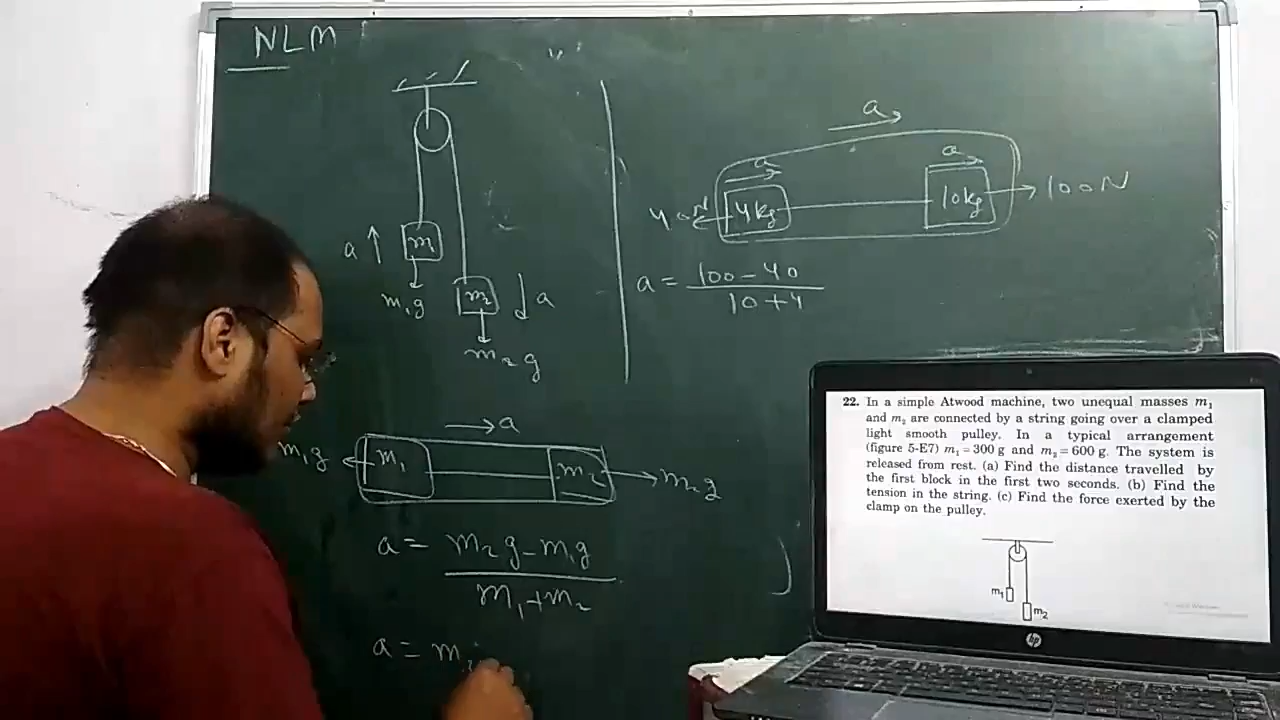 NLM
a
m1
m1g
m2
a
m2g
a
a
a
40N
4kg
10kg
100N
a = 100 - 40
10 + 4
a
m1g
m1
m2
m2g
a = m2g - m1g
m1 + m2
a = m
22. In a simple Atwood machine, two unequal masses m1
and m2 are connected by a string going over a clamped
light smooth pulley. In a typical arrangement
(figure 5-E7) m1 = 300 g and m2 = 600 g. The system is
released from rest. (a) Find the distance travelled by
the first block in the first two seconds. (b) Find the
tension in the string. (c) Find the force exerted by the
clamp on the pulley.
m1
m2
hp